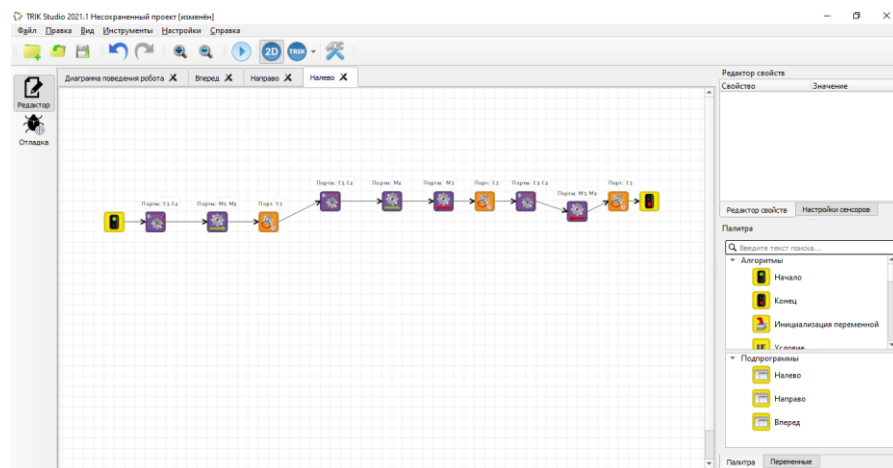 TRIK Studio 2021.1 Несохраненный проект [изменён]
Файл Правка Вид Инструменты Настройки Справка
2D TRIK
Диаграмма поведения робота Вперед Направо Налево
Редактор
Отладка
Порты: E3 E4 Порты: M3 M4 Порт: E3 Порты: E3 E4 Порты: M4 Порты: M3 Порт: E3 Порты: E3 E4 Порты: M3 M4 Порт: E3
Редактор свойств
Свойство Значение
Редактор свойств Настройки сенсоров
Палитра
Введите текст поиска...
Алгоритмы
Начало
Конец
Инициализация переменной
IF Условие
Подпрограммы
Налево
Направо
Вперед
Палитра Переменные